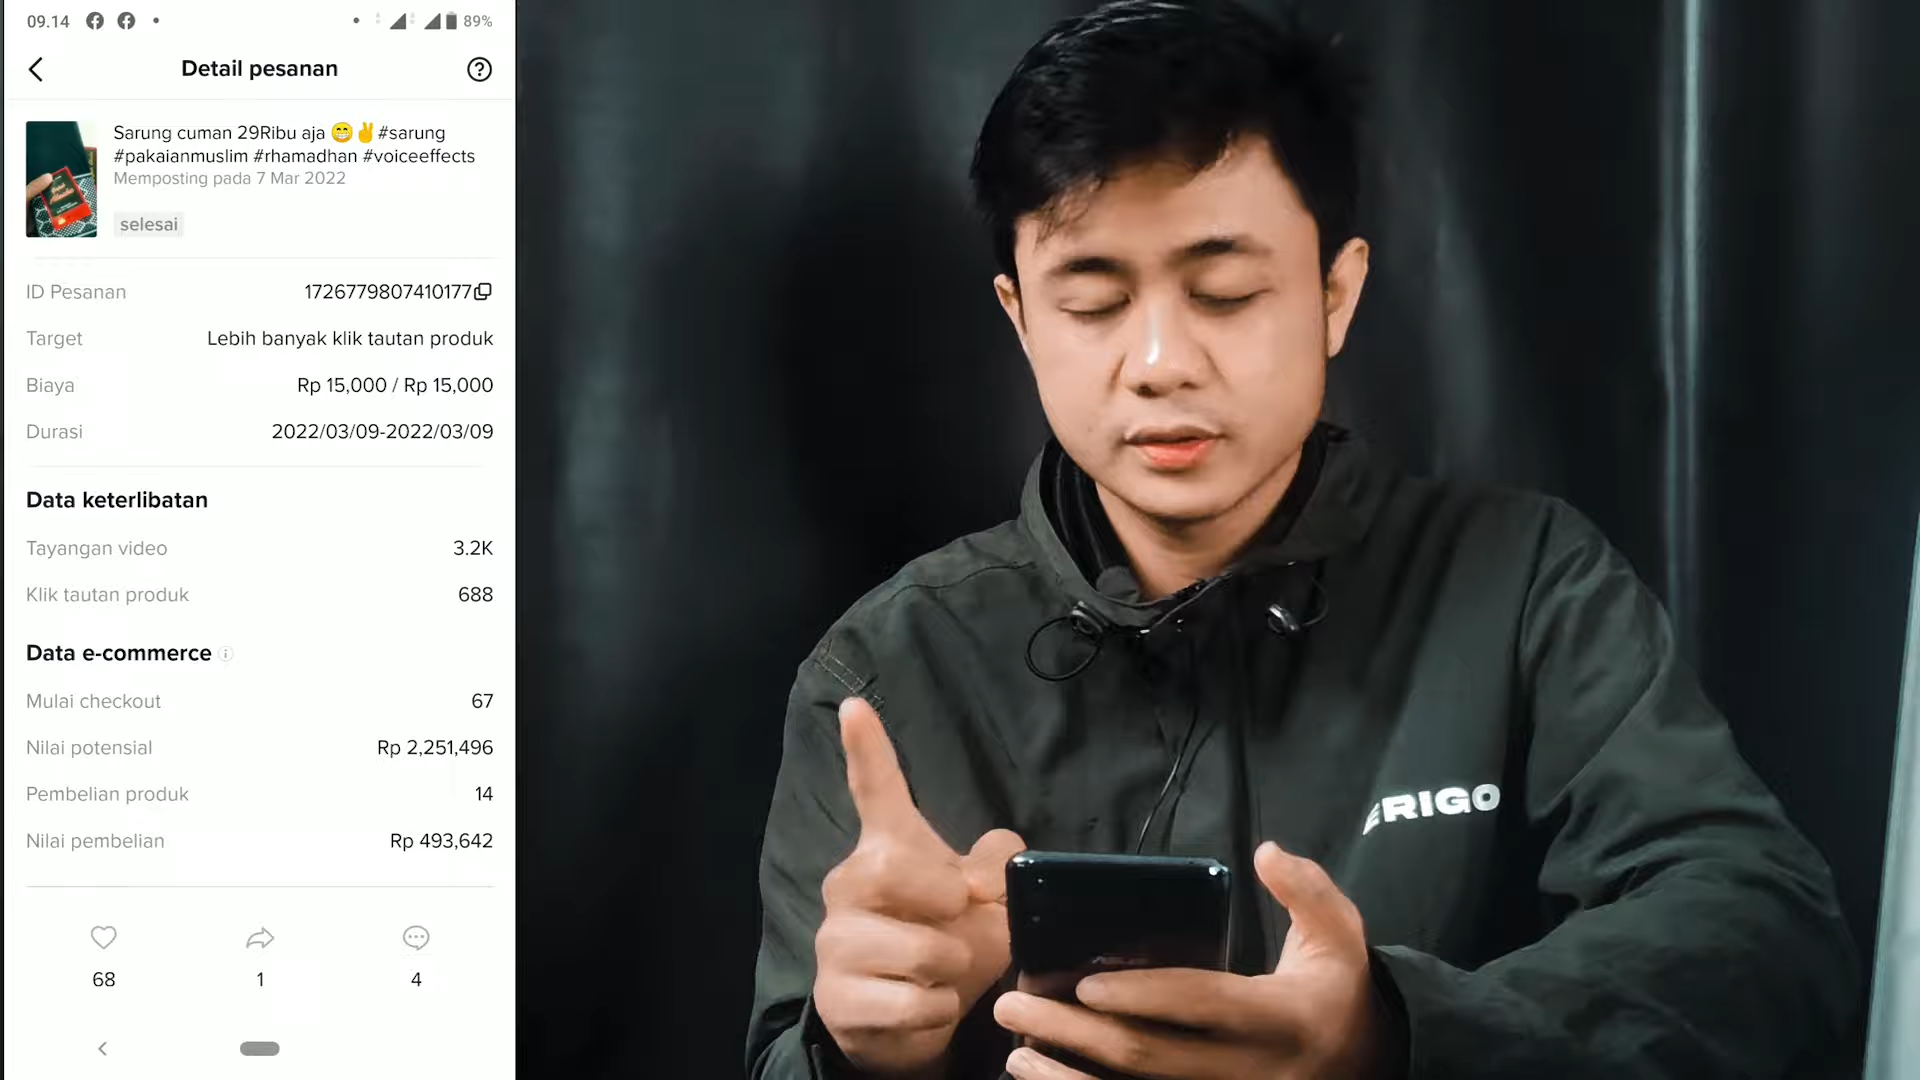 09.14
89%
Detail pesanan
Sarung cuman 29Ribu aja 😁✌️#sarung
#pakaianmuslim #rhamadhan #voiceeffects
Memposting pada 7 Mar 2022
selesai
ID Pesanan 1726779807410177
Target Lebih banyak klik tautan produk
Biaya Rp 15,000 / Rp 15,000
Durasi 2022/03/09-2022/03/09
Data keterlibatan
Tayangan video 3.2K
Klik tautan produk 688
Data e-commerce
Mulai checkout 67
Nilai potensial Rp 2,251,496
Pembelian produk 14
Nilai pembelian Rp 493,642
68 1 4
ERIGO